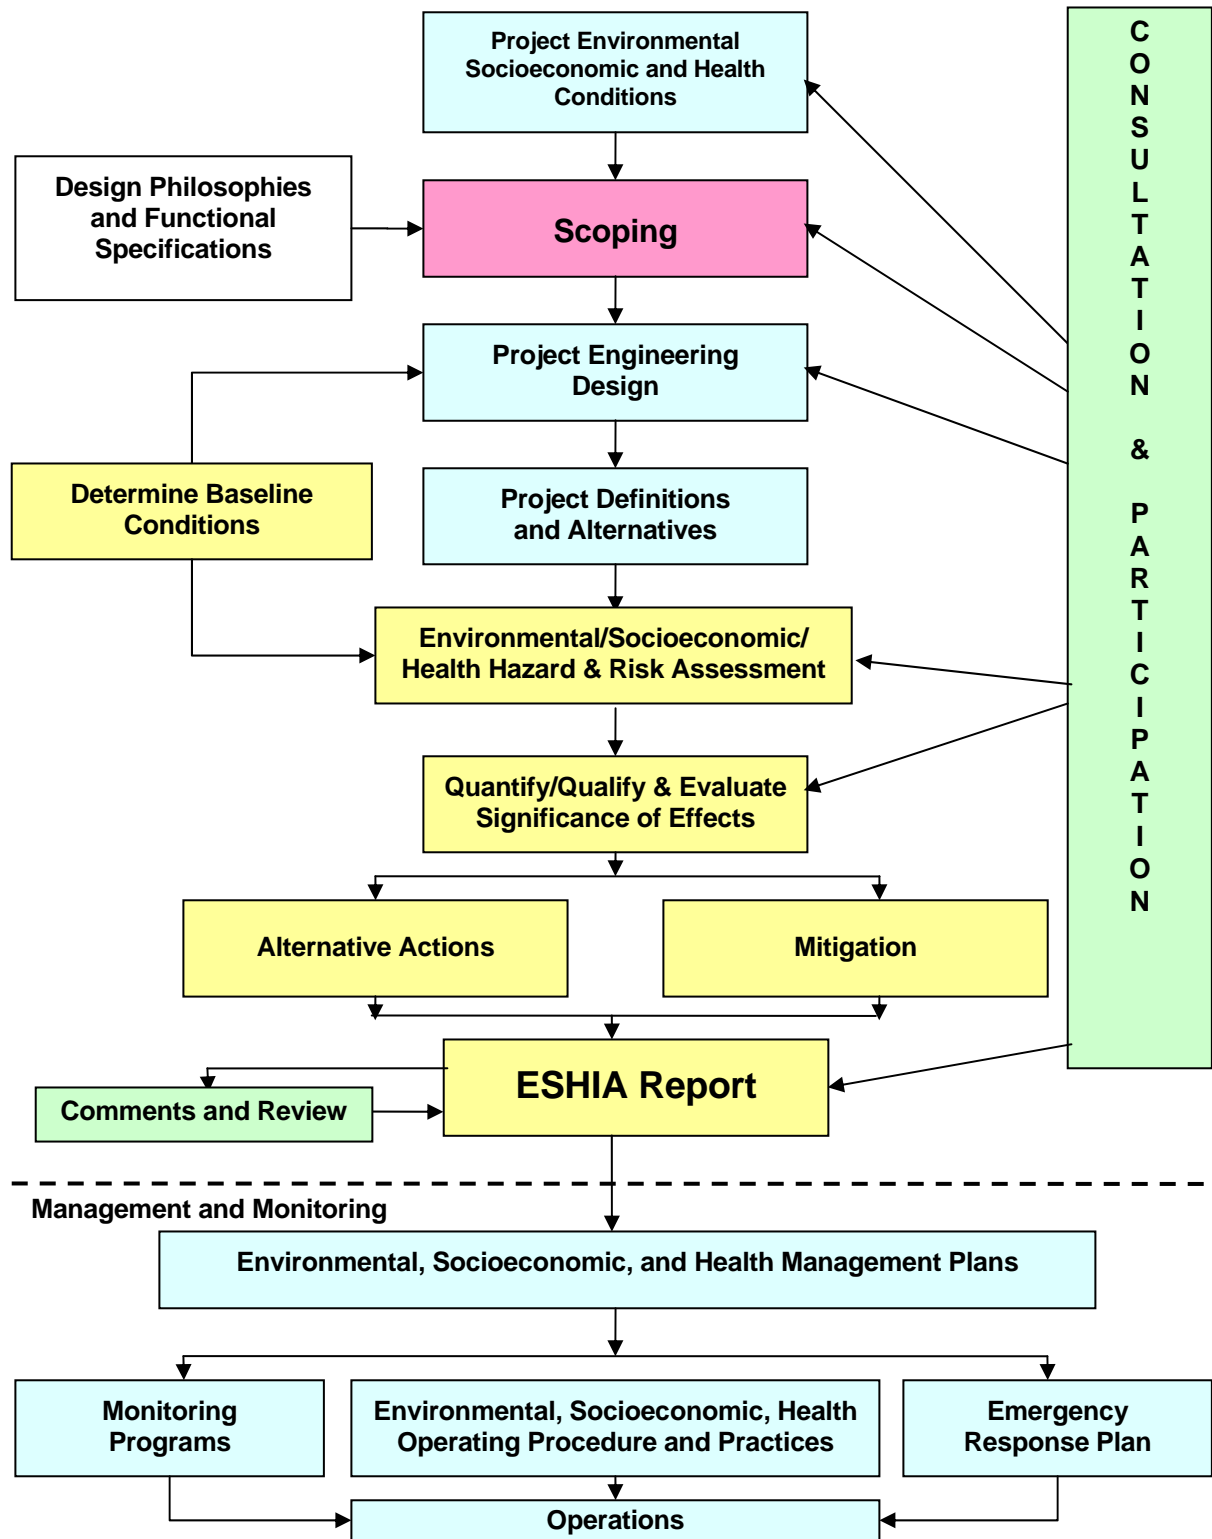 Project Environmental
Socioeconomic and Health
Conditions
Design Philosophies
and Functional
Specifications
Scoping
Project Engineering
Design
Determine Baseline
Conditions
Project Definitions
and Alternatives
Environmental/Socioeconomic/
Health Hazard & Risk Assessment
Quantify/Qualify & Evaluate
Significance of Effects
Alternative Actions
Mitigation
ESHIA Report
Comments and Review
CONSULTATION & PARTICIPATION
Management and Monitoring
Environmental, Socioeconomic, and Health Management Plans
Monitoring
Programs
Environmental, Socioeconomic, Health
Operating Procedure and Practices
Emergency
Response Plan
Operations